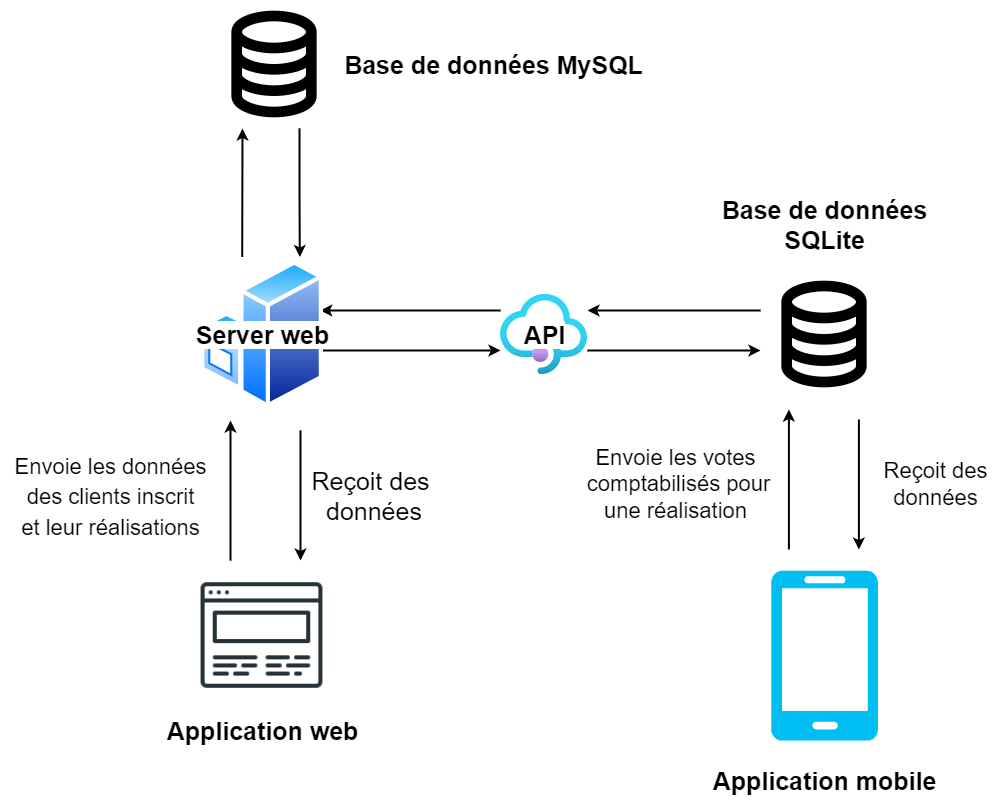 Base de données MySQL
Base de données
SQLite
Server web
API
Envoie les données
des clients inscrit
et leur réalisations
Reçoit des
données
Envoie les votes
comptabilisés pour
une réalisation
Reçoit des
données
Application web
Application mobile